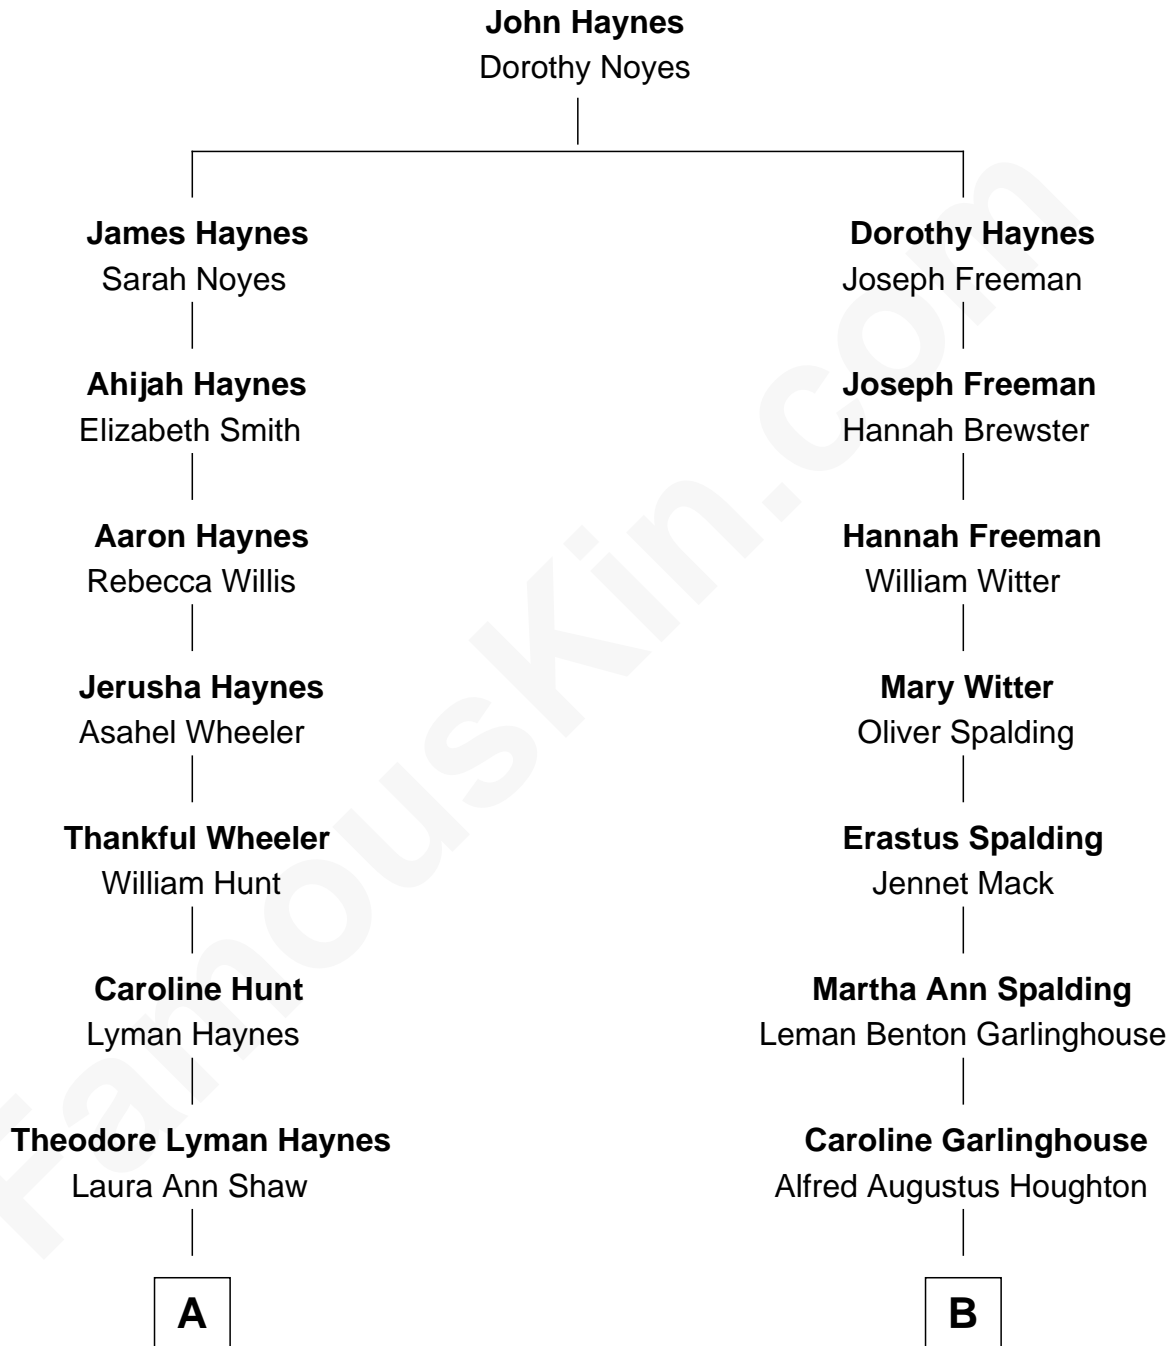 John Haynes
Dorothy Noyes
James Haynes
Sarah Noyes
Dorothy Haynes
Joseph Freeman
Ahijah Haynes
Elizabeth Smith
Joseph Freeman
Hannah Brewster
Aaron Haynes
Rebecca Willis
Hannah Freeman
William Witter
Jerusha Haynes
Asahel Wheeler
Mary Witter
Oliver Spalding
Thankful Wheeler
William Hunt
Erastus Spalding
Jennet Mack
Caroline Hunt
Lyman Haynes
Martha Ann Spalding
Leman Benton Garlinghouse
Theodore Lyman Haynes
Laura Ann Shaw
Caroline Garlinghouse
Alfred Augustus Houghton
A
B
FamousKin.com